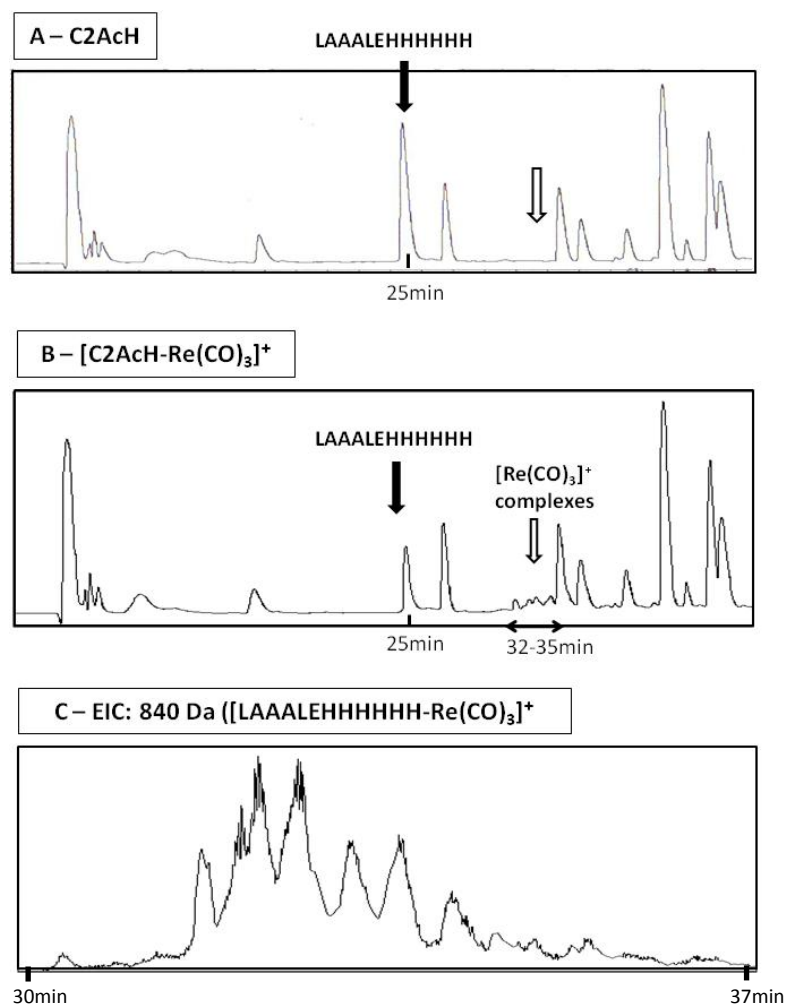 A – C2AcH
LAAALEHHHHHH
25min
B – [C2AcH-Re(CO)₃]⁺
LAAALEHHHHHH
[Re(CO)₃]⁺
complexes
25min
32-35min
C – EIC: 840 Da ([LAAALEHHHHHH-Re(CO)₃]⁺
30min
37min